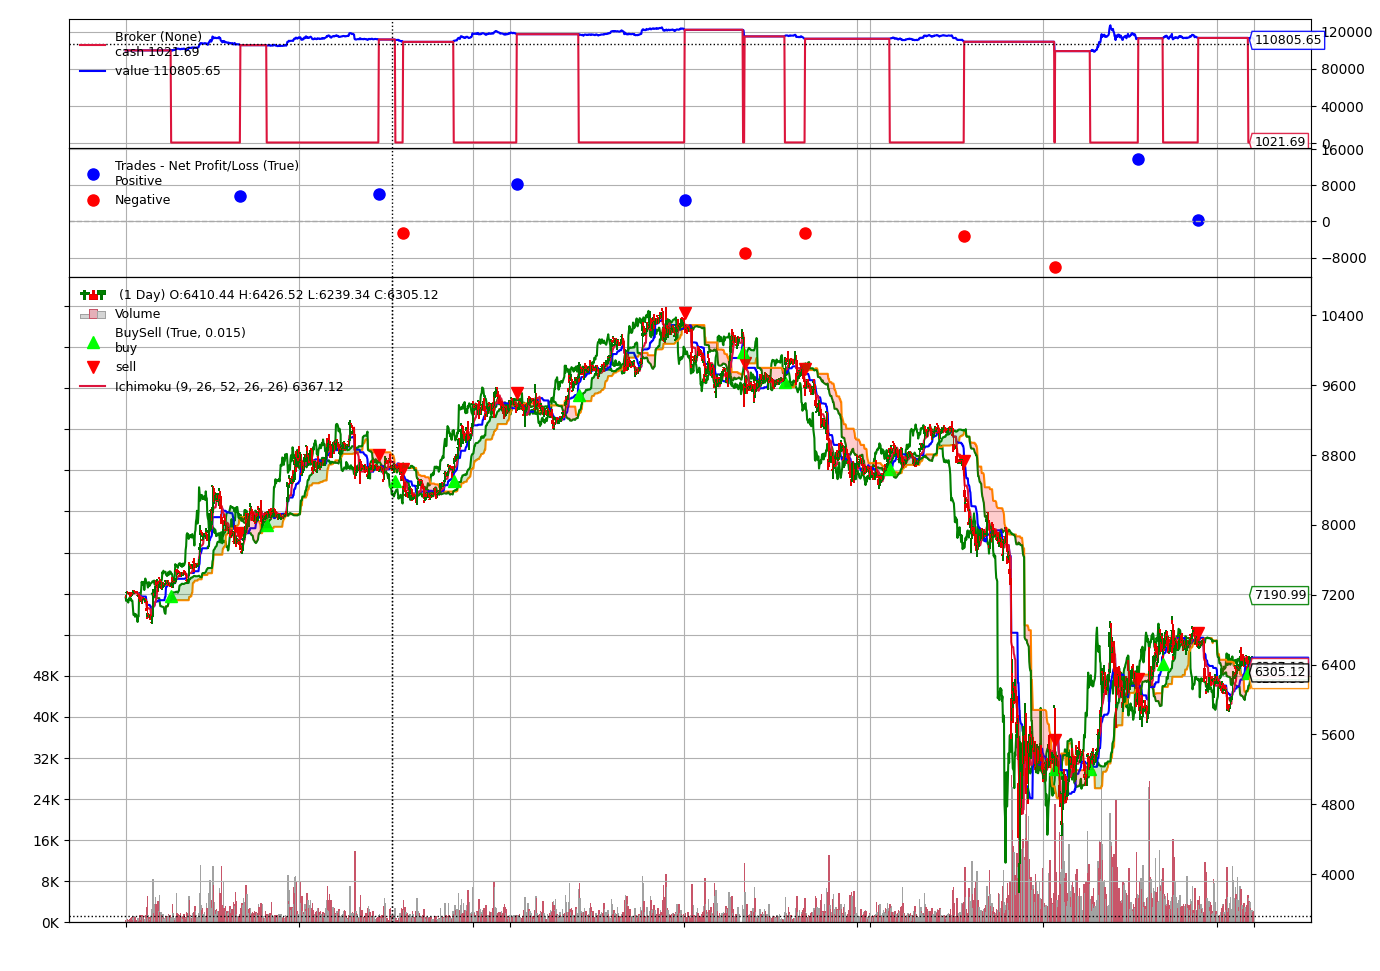 Broker (None)
cash 1021.69
value 110805.65
120000
110805.65
80000
40000
0
1021.69
16000
Trades - Net Profit/Loss (True)
Positive
Negative
8000
0
−8000
(1 Day) O:6410.44 H:6426.52 L:6239.34 C:6305.12
Volume
BuySell (True, 0.015)
buy
sell
Ichimoku (9, 26, 52, 26, 26) 6367.12
10400
9600
8800
8000
7200
7190.99
6400
6305.12
5600
4800
4000
48K
40K
32K
24K
16K
8K
0K